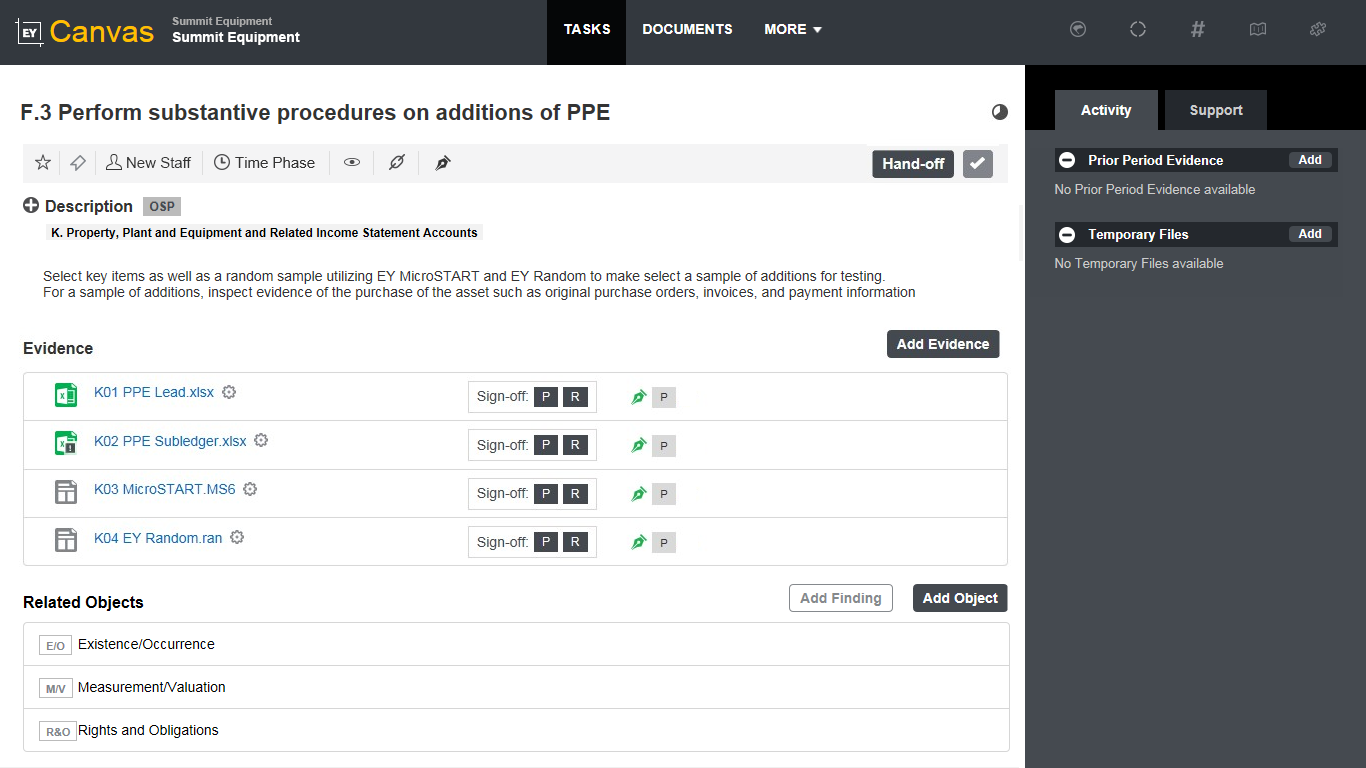 EY Canvas
Summit Equipment
Summit Equipment
TASKS
DOCUMENTS
MORE
#
F.3 Perform substantive procedures on additions of PPE
New Staff
Time Phase
Hand-off
Activity
Support
Prior Period Evidence
Add
No Prior Period Evidence available
Temporary Files
Add
No Temporary Files available
Description
OSP
K. Property, Plant and Equipment and Related Income Statement Accounts
Select key items as well as a random sample utilizing EY MicroSTART and EY Random to make select a sample of additions for testing.
For a sample of additions, inspect evidence of the purchase of the asset such as original purchase orders, invoices, and payment information
Evidence
Add Evidence
K01 PPE Lead.xlsx
Sign-off: P R
P
K02 PPE Subledger.xlsx
Sign-off: P R
P
K03 MicroSTART.MS6
Sign-off: P R
P
K04 EY Random.ran
Sign-off: P R
P
Related Objects
Add Finding
Add Object
E/O Existence/Occurrence
M/V Measurement/Valuation
R&O Rights and Obligations